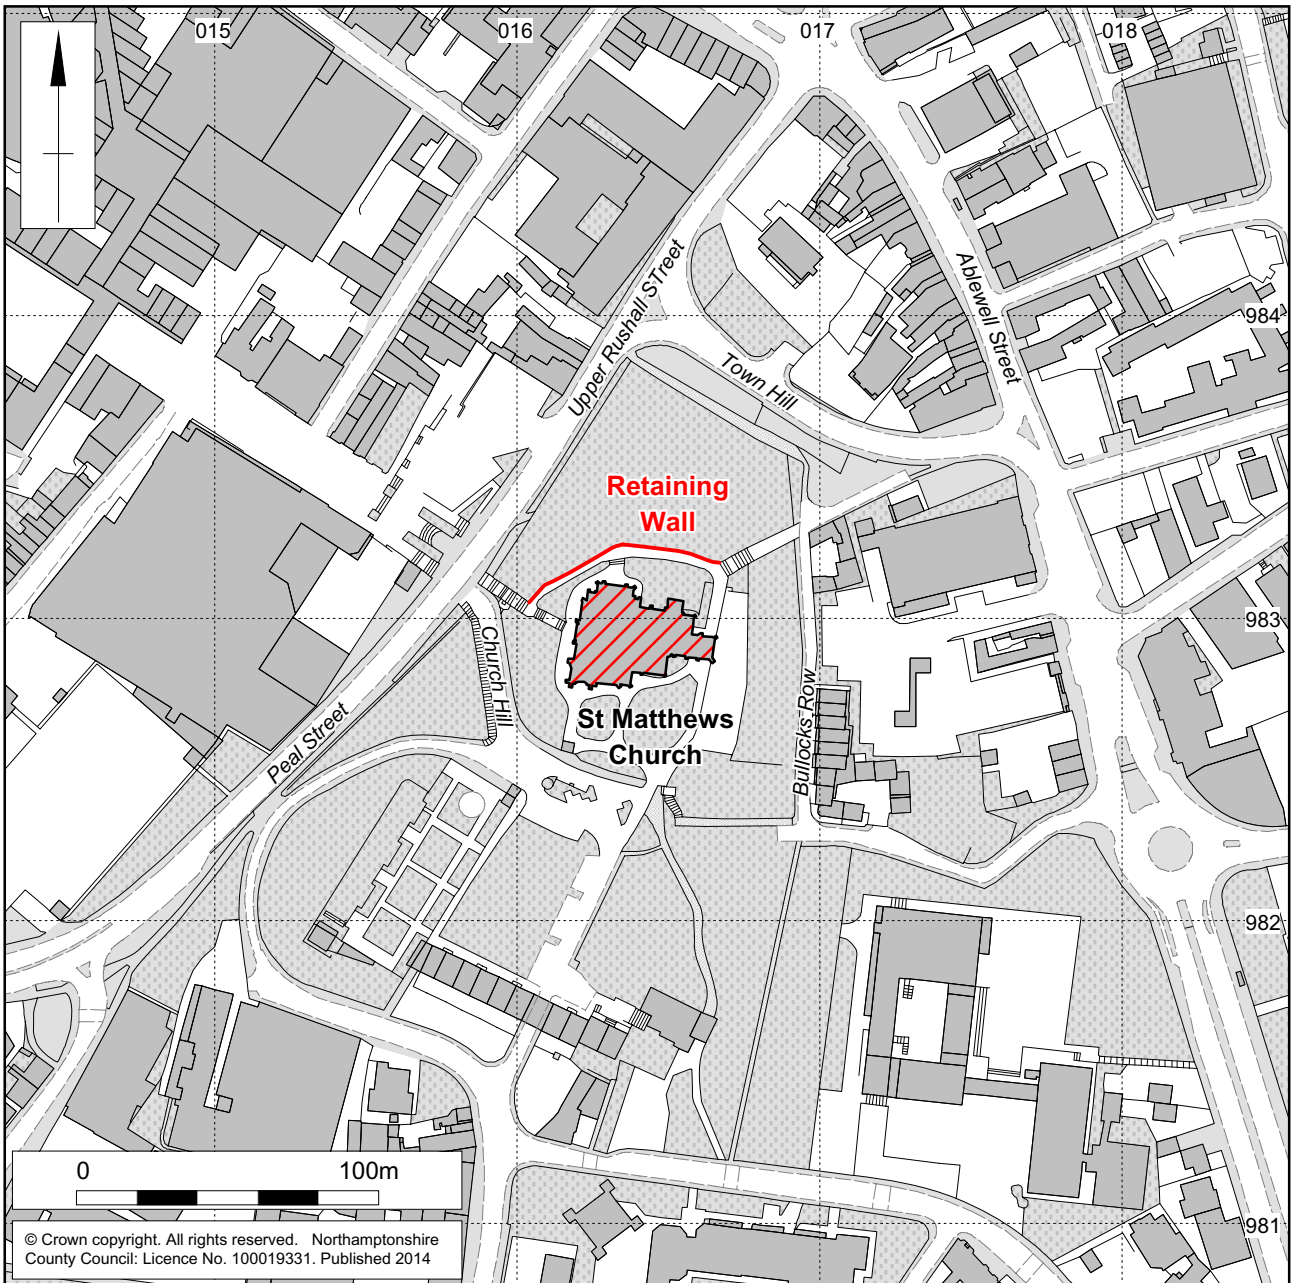 015
016
017
018
984
983
982
981
Upper Rushall STreet
Ablewell Street
Town Hill
Retaining
Wall
Church Hill
Peal Street
St Matthews
Church
Bullocks Row
0 100m
© Crown copyright. All rights reserved. Northamptonshire
County Council: Licence No. 100019331. Published 2014